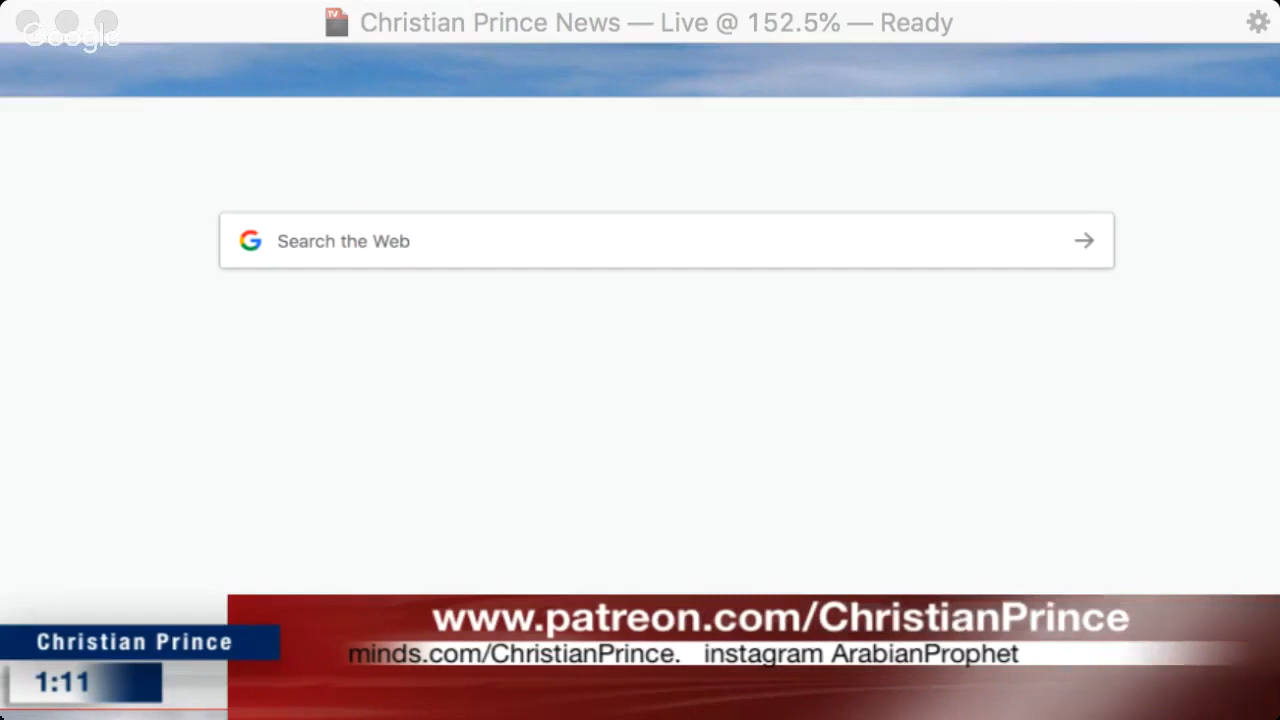 Christian Prince News — Live @ 152.5% — Ready
Google
G Search the Web
www.patreon.com/ChristianPrince
Christian Prince
minds.com/ChristianPrince. instagram ArabianProphet
1:11